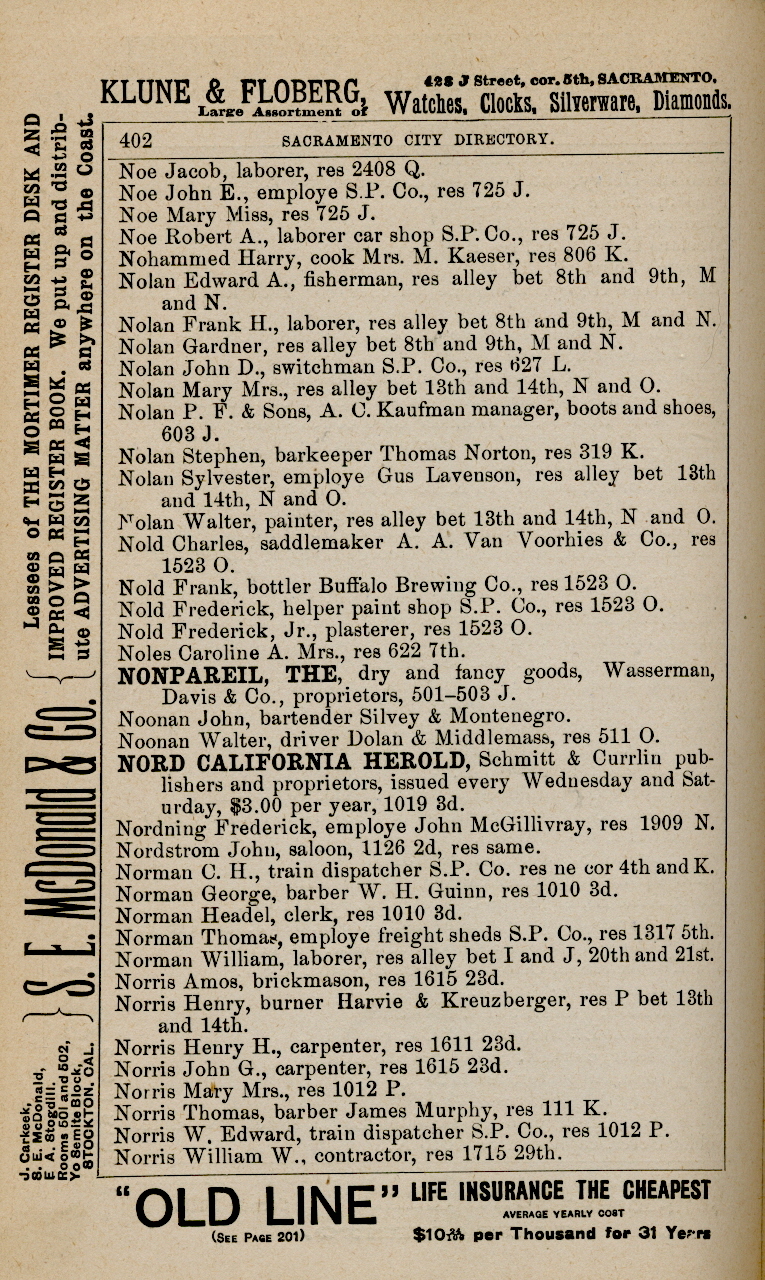 KLUNE & FLOBERG,
428 J Street, cor. 5th, SACRAMENTO.
Large Assortment of
Watches, Clocks, Silverware, Diamonds.
402 SACRAMENTO CITY DIRECTORY.
Noe Jacob, laborer, res 2408 Q.
Noe John E., employe S.P. Co., res 725 J.
Noe Mary Miss, res 725 J.
Noe Robert A., laborer car shop S.P. Co., res 725 J.
Nohammed Harry, cook Mrs. M. Kaeser, res 806 K.
Nolan Edward A., fisherman, res alley bet 8th and 9th, M
and N.
Nolan Frank H., laborer, res alley bet 8th and 9th, M and N.
Nolan Gardner, res alley bet 8th and 9th, M and N.
Nolan John D., switchman S.P. Co., res 627 L.
Nolan Mary Mrs., res alley bet 13th and 14th, N and O.
Nolan P. F. & Sons, A. C. Kaufman manager, boots and shoes,
603 J.
Nolan Stephen, barkeeper Thomas Norton, res 319 K.
Nolan Sylvester, employe Gus Lavenson, res alley bet 13th
and 14th, N and O.
Nolan Walter, painter, res alley bet 13th and 14th, N and O.
Nold Charles, saddlemaker A. A. Van Voorhies & Co., res
1523 O.
Nold Frank, bottler Buffalo Brewing Co., res 1523 O.
Nold Frederick, helper paint shop S.P. Co., res 1523 O.
Nold Frederick, Jr., plasterer, res 1523 O.
Noles Caroline A. Mrs., res 622 7th.
NONPAREIL, THE, dry and fancy goods, Wasserman,
Davis & Co., proprietors, 501–503 J.
Noonan John, bartender Silvey & Montenegro.
Noonan Walter, driver Dolan & Middlemass, res 511 O.
NORD CALIFORNIA HEROLD, Schmitt & Currlin pub-
lishers and proprietors, issued every Wednesday and Sat-
urday, $3.00 per year, 1019 3d.
Nordning Frederick, employe John McGillivray, res 1909 N.
Nordstrom John, saloon, 1126 2d, res same.
Norman C. H., train dispatcher S.P. Co. res ne cor 4th and K.
Norman George, barber W. H. Guinn, res 1010 3d.
Norman Headel, clerk, res 1010 3d.
Norman Thomas, employe freight sheds S.P. Co., res 1317 5th.
Norman William, laborer, res alley bet I and J, 20th and 21st.
Norris Amos, brickmason, res 1615 23d.
Norris Henry, burner Harvie & Kreuzberger, res P bet 13th
and 14th.
Norris Henry H., carpenter, res 1611 23d.
Norris John G., carpenter, res 1615 23d.
Norris Mary Mrs., res 1012 P.
Norris Thomas, barber James Murphy, res 111 K.
Norris W. Edward, train dispatcher S.P. Co., res 1012 P.
Norris William W., contractor, res 1715 29th.
J. Carkeek,
S. E. McDonald,
E. A. Stogdill.
Rooms 501 and 502,
Yo Semite Block,
STOCKTON, CAL.
S. E. McDonald & Co.
Lessees of THE MORTIMER REGISTER DESK AND
IMPROVED REGISTER BOOK. We put up and distrib-
ute ADVERTISING MATTER anywhere on the Coast.
"OLD LINE"
(SEE PAGE 201)
LIFE INSURANCE THE CHEAPEST
AVERAGE YEARLY COST
per Thousand for 31 Years